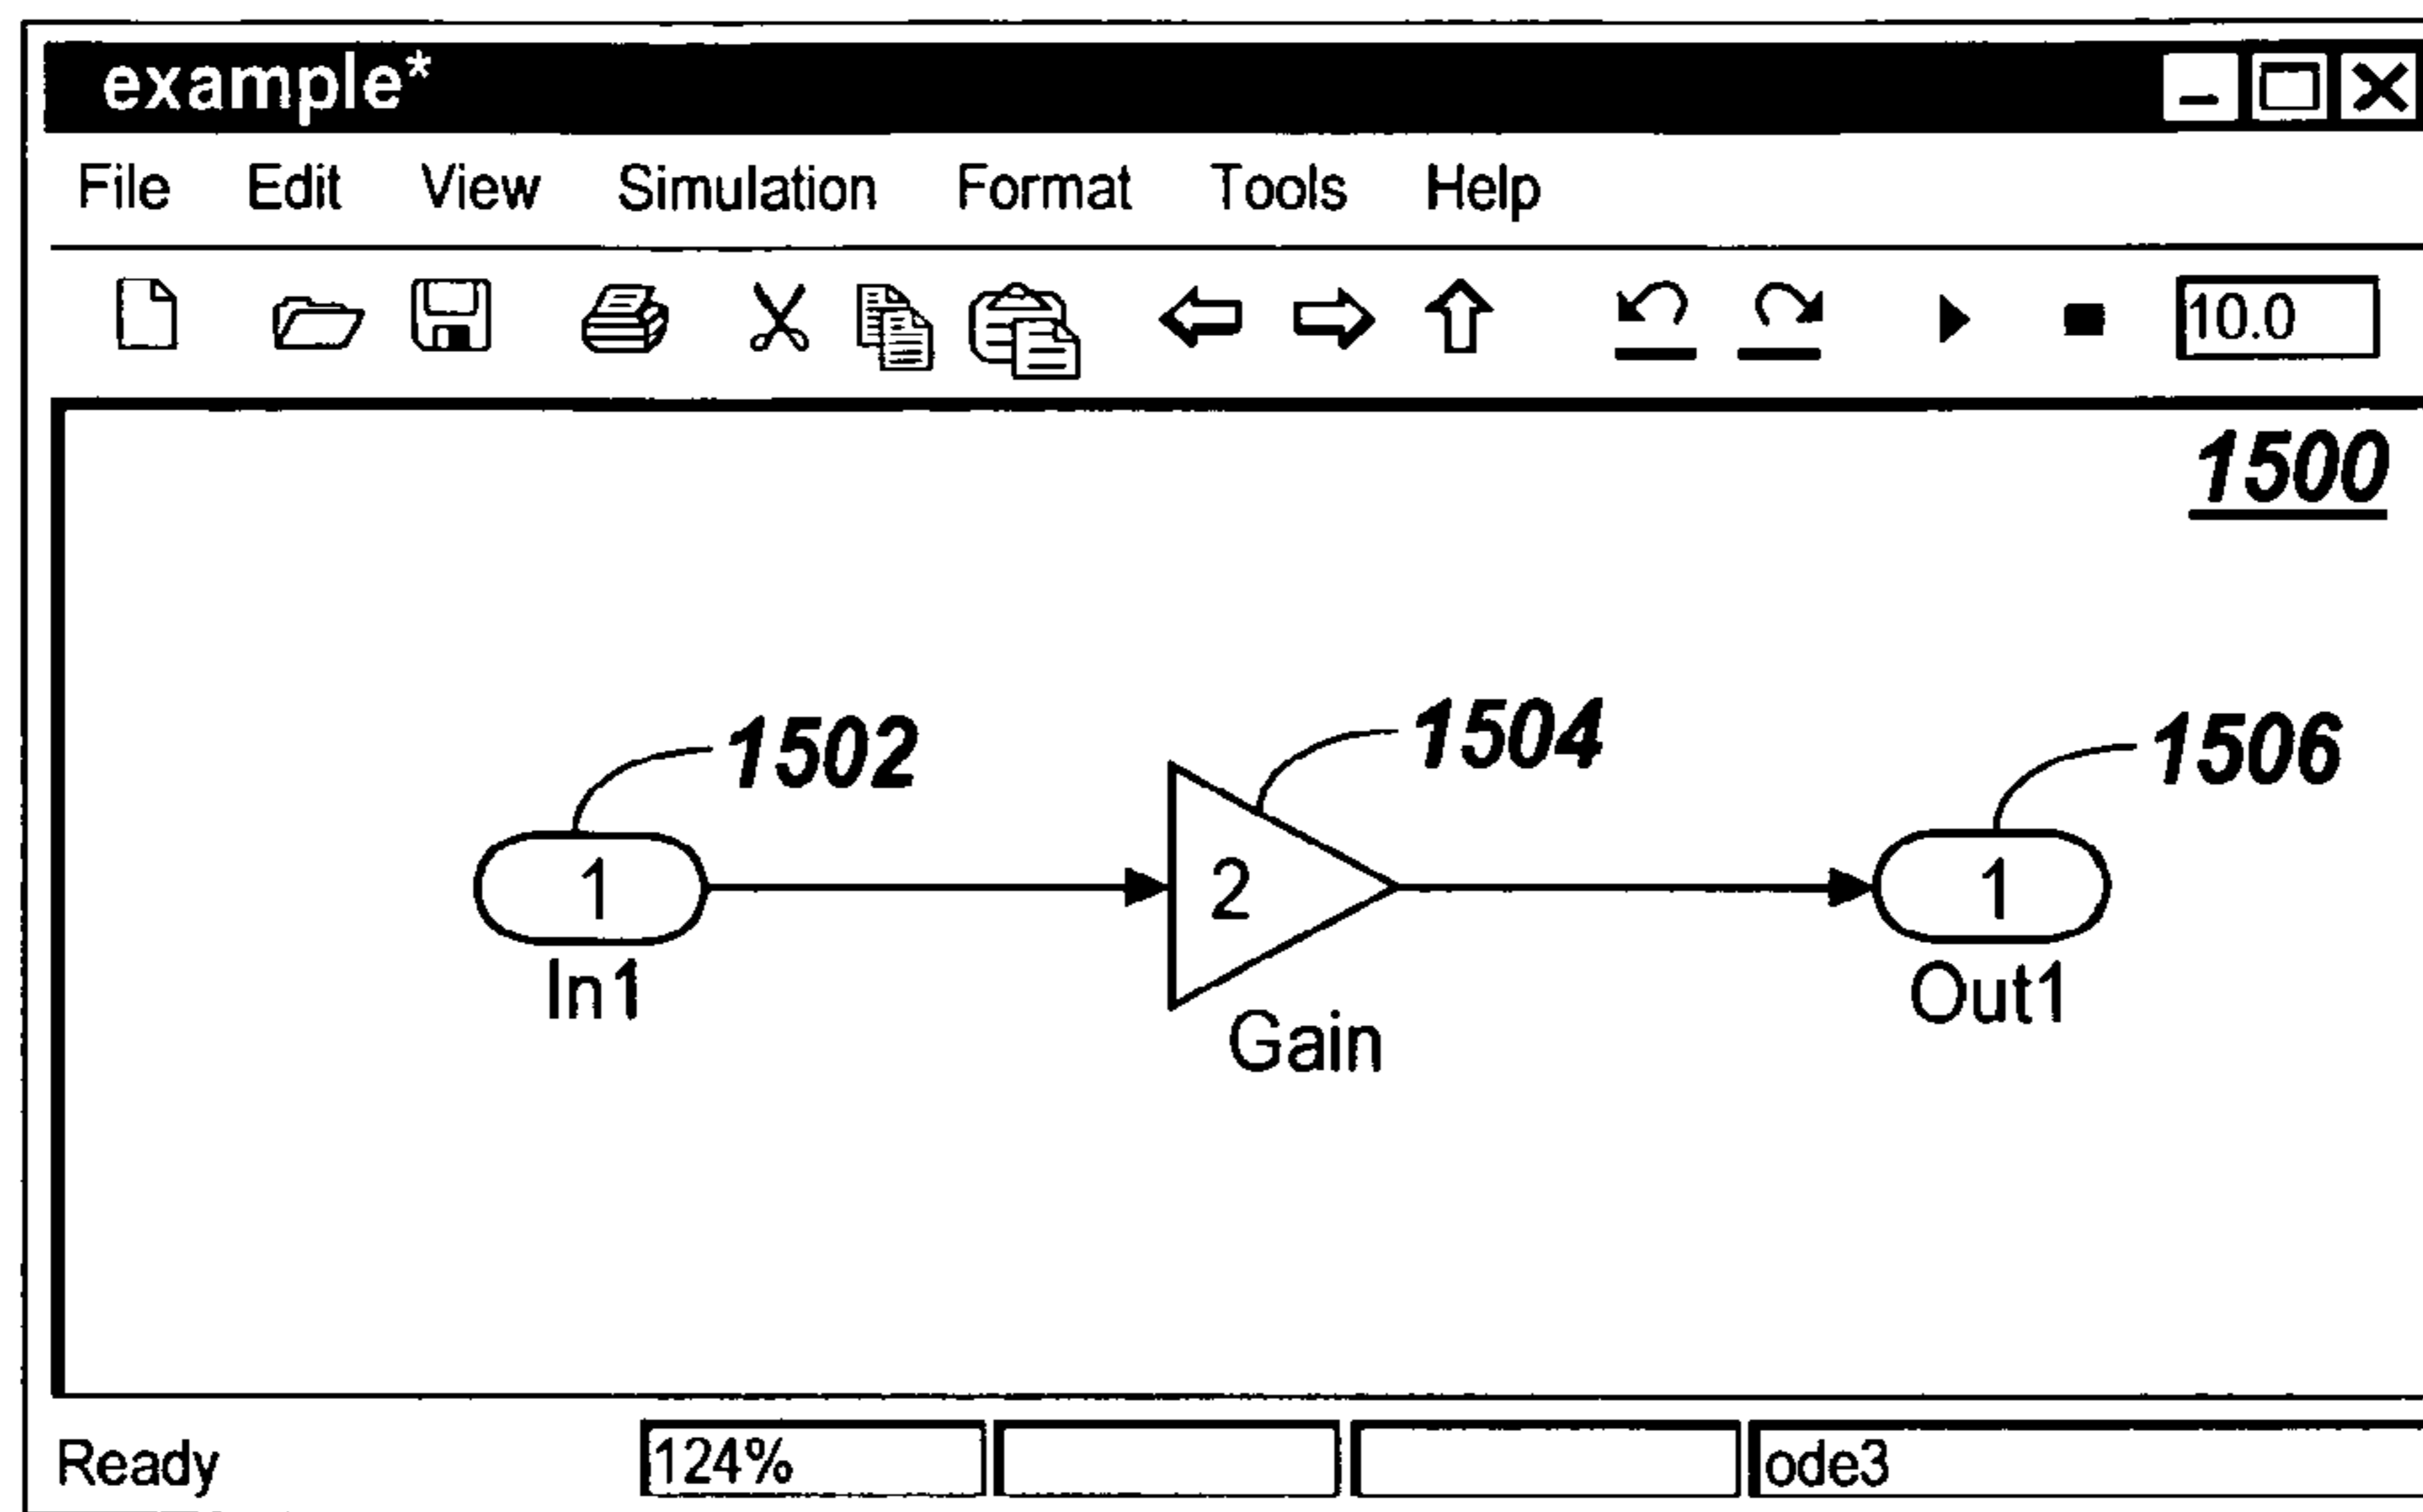 example*
File Edit View Simulation Format Tools Help
10.0
1500
1502 1504 1506
1 2 1
In1 Gain Out1
Ready 124% ode3